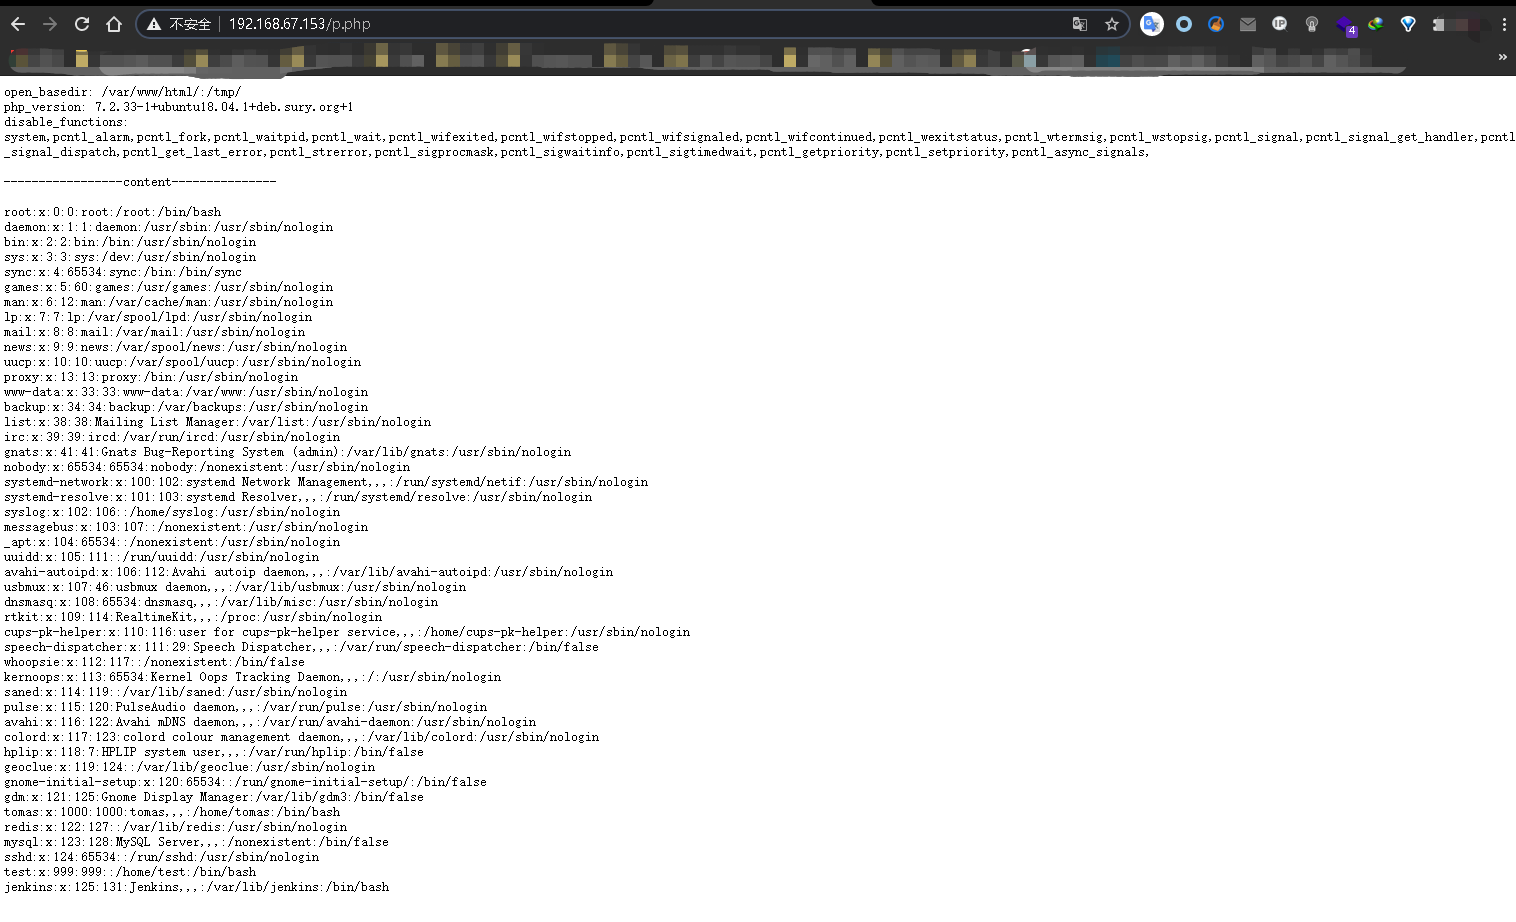 不安全 | 192.168.67.153/p.php
IP
4
»
open_basedir: /var/www/html/:/tmp/
php_version: 7.2.33-1+ubuntu18.04.1+deb.sury.org+1
disable_functions:
system,pcntl_alarm,pcntl_fork,pcntl_waitpid,pcntl_wait,pcntl_wifexited,pcntl_wifstopped,pcntl_wifsignaled,pcntl_wifcontinued,pcntl_wexitstatus,pcntl_wtermsig,pcntl_wstopsig,pcntl_signal,pcntl_signal_get_handler,pcntl
_signal_dispatch,pcntl_get_last_error,pcntl_strerror,pcntl_sigprocmask,pcntl_sigwaitinfo,pcntl_sigtimedwait,pcntl_getpriority,pcntl_setpriority,pcntl_async_signals,
-----------------content---------------
root:x:0:0:root:/root:/bin/bash
daemon:x:1:1:daemon:/usr/sbin:/usr/sbin/nologin
bin:x:2:2:bin:/bin:/usr/sbin/nologin
sys:x:3:3:sys:/dev:/usr/sbin/nologin
sync:x:4:65534:sync:/bin:/bin/sync
games:x:5:60:games:/usr/games:/usr/sbin/nologin
man:x:6:12:man:/var/cache/man:/usr/sbin/nologin
lp:x:7:7:lp:/var/spool/lpd:/usr/sbin/nologin
mail:x:8:8:mail:/var/mail:/usr/sbin/nologin
news:x:9:9:news:/var/spool/news:/usr/sbin/nologin
uucp:x:10:10:uucp:/var/spool/uucp:/usr/sbin/nologin
proxy:x:13:13:proxy:/bin:/usr/sbin/nologin
www-data:x:33:33:www-data:/var/www:/usr/sbin/nologin
backup:x:34:34:backup:/var/backups:/usr/sbin/nologin
list:x:38:38:Mailing List Manager:/var/list:/usr/sbin/nologin
irc:x:39:39:ircd:/var/run/ircd:/usr/sbin/nologin
gnats:x:41:41:Gnats Bug-Reporting System (admin):/var/lib/gnats:/usr/sbin/nologin
nobody:x:65534:65534:nobody:/nonexistent:/usr/sbin/nologin
systemd-network:x:100:102:systemd Network Management,,,:/run/systemd/netif:/usr/sbin/nologin
systemd-resolve:x:101:103:systemd Resolver,,,:/run/systemd/resolve:/usr/sbin/nologin
syslog:x:102:106::/home/syslog:/usr/sbin/nologin
messagebus:x:103:107::/nonexistent:/usr/sbin/nologin
_apt:x:104:65534::/nonexistent:/usr/sbin/nologin
uuidd:x:105:111::/run/uuidd:/usr/sbin/nologin
avahi-autoipd:x:106:112:Avahi autoip daemon,,,:/var/lib/avahi-autoipd:/usr/sbin/nologin
usbmux:x:107:46:usbmux daemon,,,:/var/lib/usbmux:/usr/sbin/nologin
dnsmasq:x:108:65534:dnsmasq,,,:/var/lib/misc:/usr/sbin/nologin
rtkit:x:109:114:RealtimeKit,,,:/proc:/usr/sbin/nologin
cups-pk-helper:x:110:116:user for cups-pk-helper service,,,:/home/cups-pk-helper:/usr/sbin/nologin
speech-dispatcher:x:111:29:Speech Dispatcher,,,:/var/run/speech-dispatcher:/bin/false
whoopsie:x:112:117::/nonexistent:/bin/false
kernoops:x:113:65534:Kernel Oops Tracking Daemon,,,:/:/usr/sbin/nologin
saned:x:114:119::/var/lib/saned:/usr/sbin/nologin
pulse:x:115:120:PulseAudio daemon,,,:/var/run/pulse:/usr/sbin/nologin
avahi:x:116:122:Avahi mDNS daemon,,,:/var/run/avahi-daemon:/usr/sbin/nologin
colord:x:117:123:colord colour management daemon,,,:/var/lib/colord:/usr/sbin/nologin
hplip:x:118:7:HPLIP system user,,,:/var/run/hplip:/bin/false
geoclue:x:119:124::/var/lib/geoclue:/usr/sbin/nologin
gnome-initial-setup:x:120:65534::/run/gnome-initial-setup/:/bin/false
gdm:x:121:125:Gnome Display Manager:/var/lib/gdm3:/bin/false
tomas:x:1000:1000:tomas,,,:/home/tomas:/bin/bash
redis:x:122:127::/var/lib/redis:/usr/sbin/nologin
mysql:x:123:128:MySQL Server,,,:/nonexistent:/bin/false
sshd:x:124:65534::/run/sshd:/usr/sbin/nologin
test:x:999:999::/home/test:/bin/bash
jenkins:x:125:131:Jenkins,,,:/var/lib/jenkins:/bin/bash